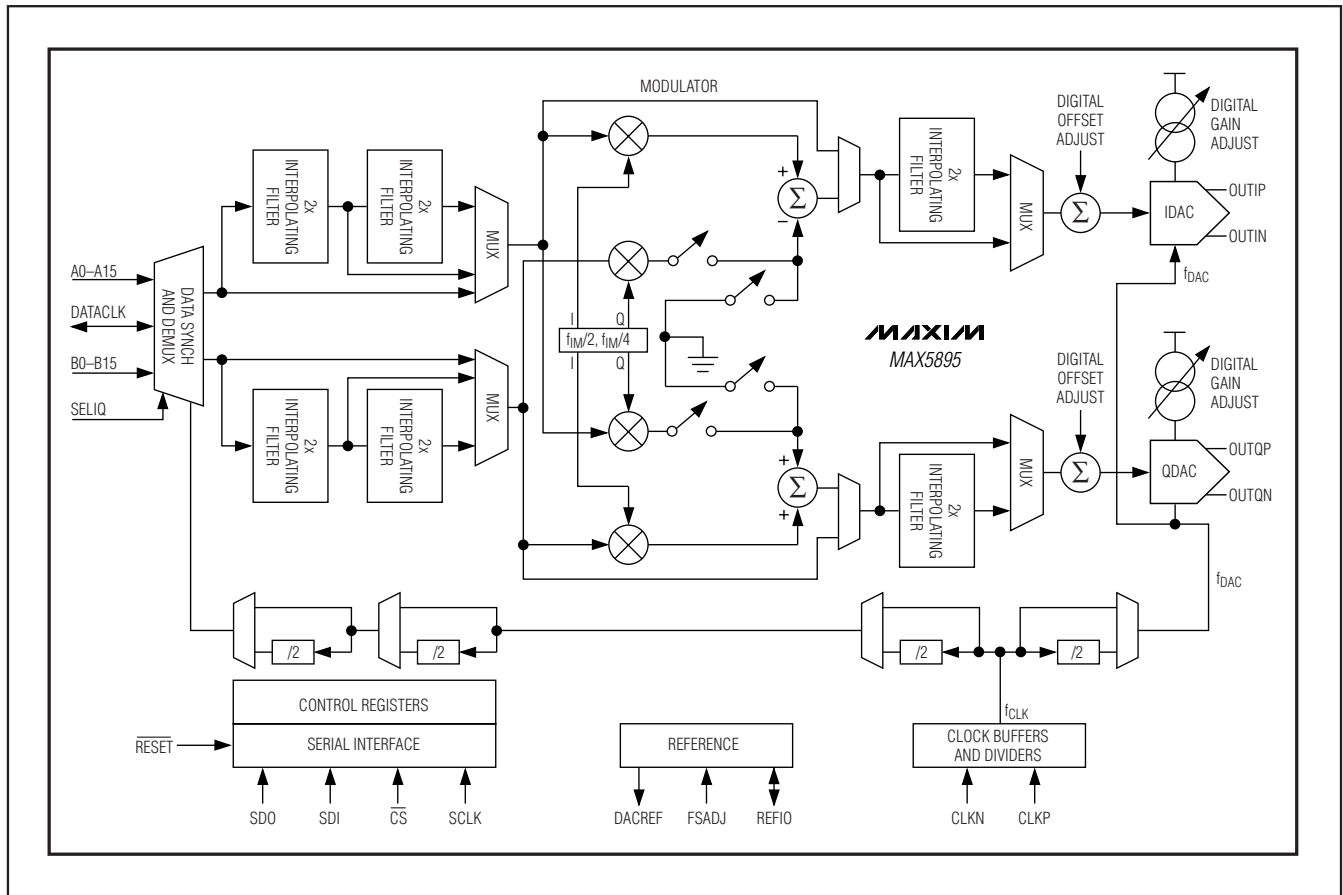 MODULATOR
DIGITAL
OFFSET
ADJUST
DIGITAL
GAIN
ADJUST
2x
INTERPOLATING
FILTER
2x
INTERPOLATING
FILTER
MUX
+
Σ
−
2x
INTERPOLATING
FILTER
MUX
Σ
IDAC
OUTIP
OUTIN
fDAC
A0–A15
DATACLK
B0–B15
SELIQ
DATA SYNCH
AND DEMUX
I
Q
fIM/2, fIM/4
I
Q
MAXIM
MAX5895
DIGITAL
OFFSET
ADJUST
DIGITAL
GAIN
ADJUST
2x
INTERPOLATING
FILTER
2x
INTERPOLATING
FILTER
MUX
+
Σ
+
2x
INTERPOLATING
FILTER
MUX
Σ
QDAC
OUTQP
OUTQN
fDAC
/2
/2
/2
/2
CONTROL REGISTERS
SERIAL INTERFACE
RESET
SDO
SDI
CS
SCLK
REFERENCE
DACREF
FSADJ
REFIO
fCLK
CLOCK BUFFERS
AND DIVIDERS
CLKN
CLKP